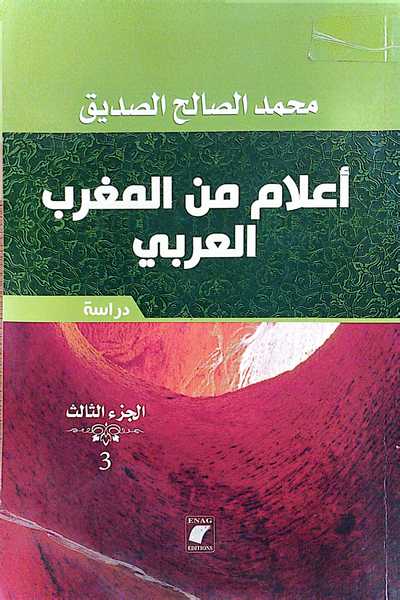 محمد الصالح الصديق
أعلام من المغرب
العربي
دراسة
الجزء الثالث
3
ENAG
EDITIONS